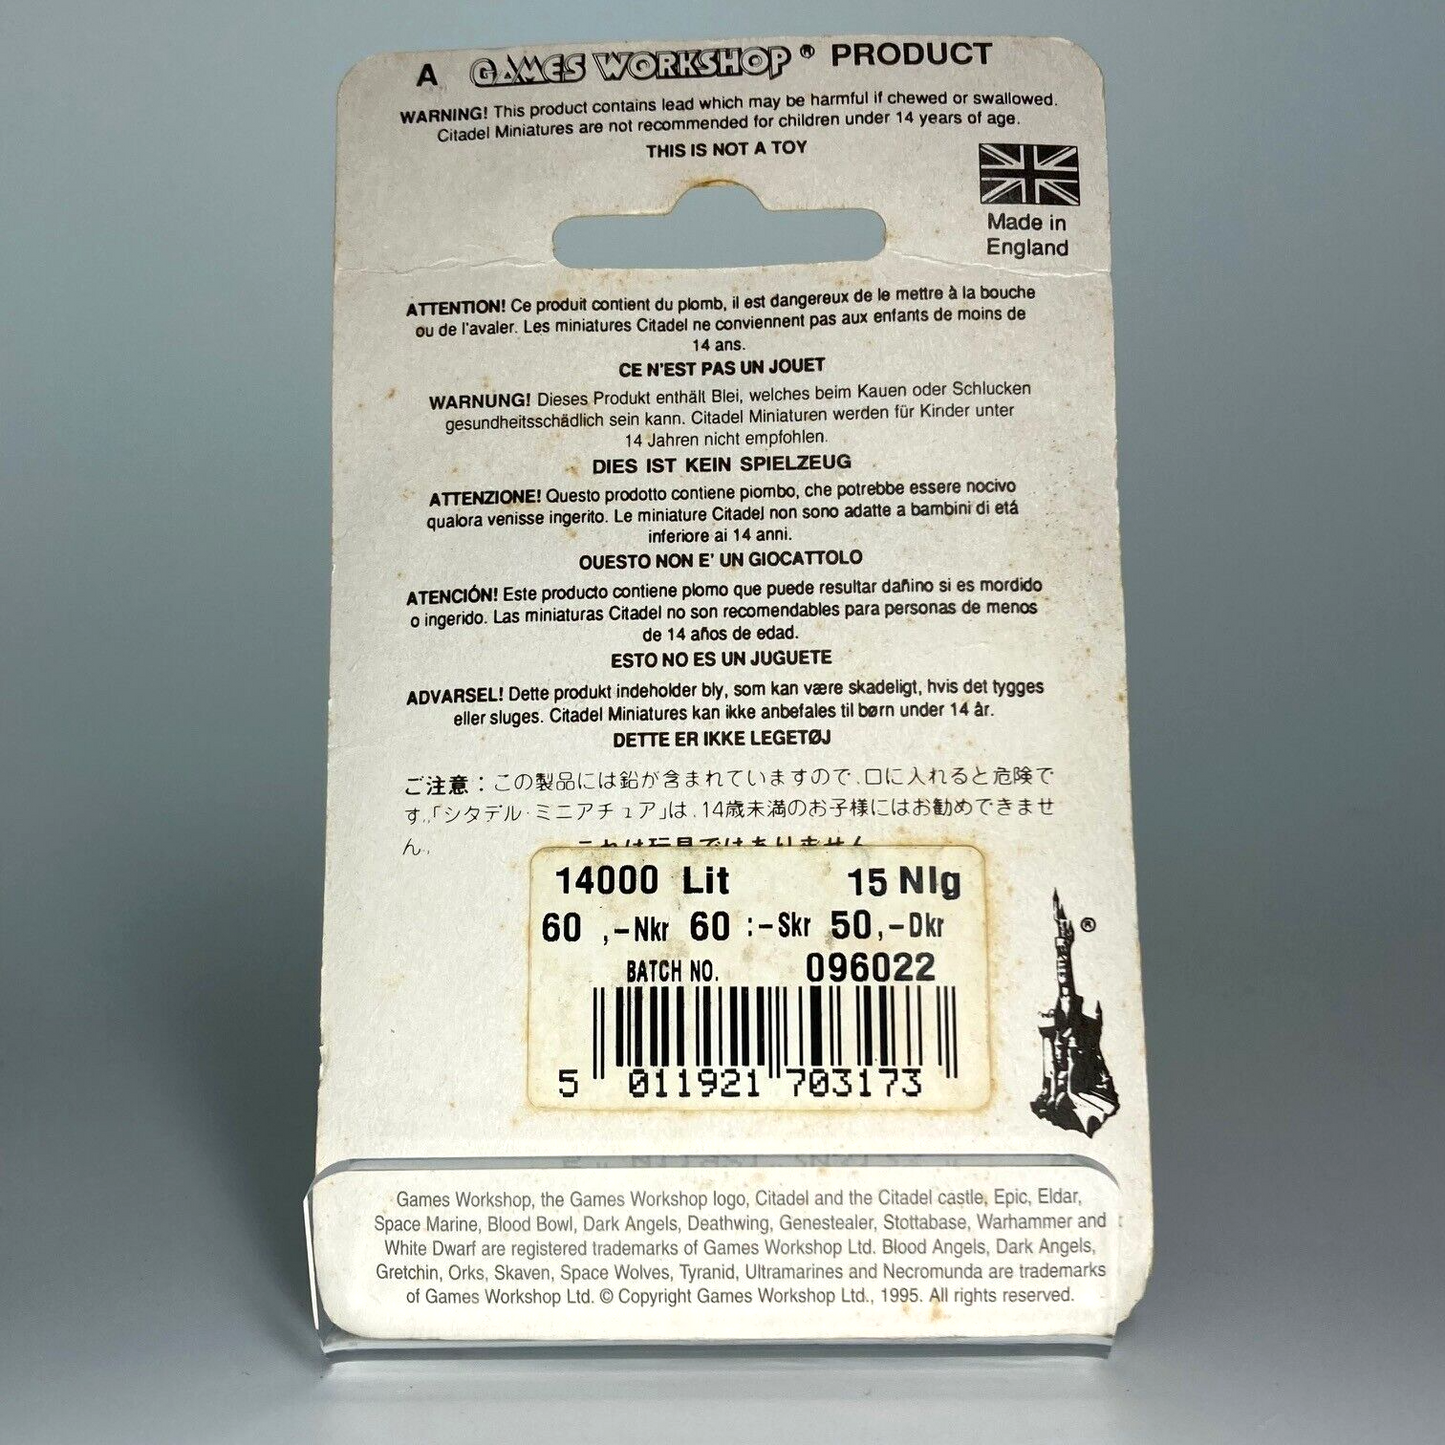 A GAMES WORKSHOP ® PRODUCT
WARNING! This product contains lead which may be harmful if chewed or swallowed.
Citadel Miniatures are not recommended for children under 14 years of age.
THIS IS NOT A TOY
Made in
England
ATTENTION! Ce produit contient du plomb, il est dangereux de le mettre à la bouche
ou de l'avaler. Les miniatures Citadel ne conviennent pas aux enfants de moins de
14 ans.
CE N'EST PAS UN JOUET
WARNUNG! Dieses Produkt enthält Blei, welches beim Kauen oder Schlucken
gesundheitsschädlich sein kann. Citadel Miniaturen werden für Kinder unter
14 Jahren nicht empfohlen.
DIES IST KEIN SPIELZEUG
ATTENZIONE! Questo prodotto contiene piombo, che potrebbe essere nocivo
qualora venisse ingerito. Le miniature Citadel non sono adatte a bambini di etá
inferiore ai 14 anni.
QUESTO NON E' UN GIOCATTOLO
ATENCIÓN! Este producto contiene plomo que puede resultar dañino si es mordido
o ingerido. Las miniaturas Citadel no son recomendables para personas de menos
de 14 años de edad.
ESTO NO ES UN JUGUETE
ADVARSEL! Dette produkt indeholder bly, som kan være skadeligt, hvis det tygges
eller sluges. Citadel Miniatures kan ikke anbefales til børn under 14 år.
DETTE ER IKKE LEGETØJ
ご注意：この製品には鉛が含まれていますので、口に入れると危険で
す。「シタデル・ミニアチュア」は、14歳未満のお子様にはお勧めできませ
ん。
これは玩具ではありません
14000 Lit 15 Nlg
60 ,-Nkr 60 :-Skr 50,-Dkr
BATCH NO. 096022
5 011921 703173
®
Games Workshop, the Games Workshop logo, Citadel and the Citadel castle, Epic, Eldar,
Space Marine, Blood Bowl, Dark Angels, Deathwing, Genestealer, Slottabase, Warhammer and
White Dwarf are registered trademarks of Games Workshop Ltd. Blood Angels, Dark Angels,
Gretchin, Orks, Skaven, Space Wolves, Tyranid, Ultramarines and Necromunda are trademarks
of Games Workshop Ltd. © Copyright Games Workshop Ltd., 1995. All rights reserved.